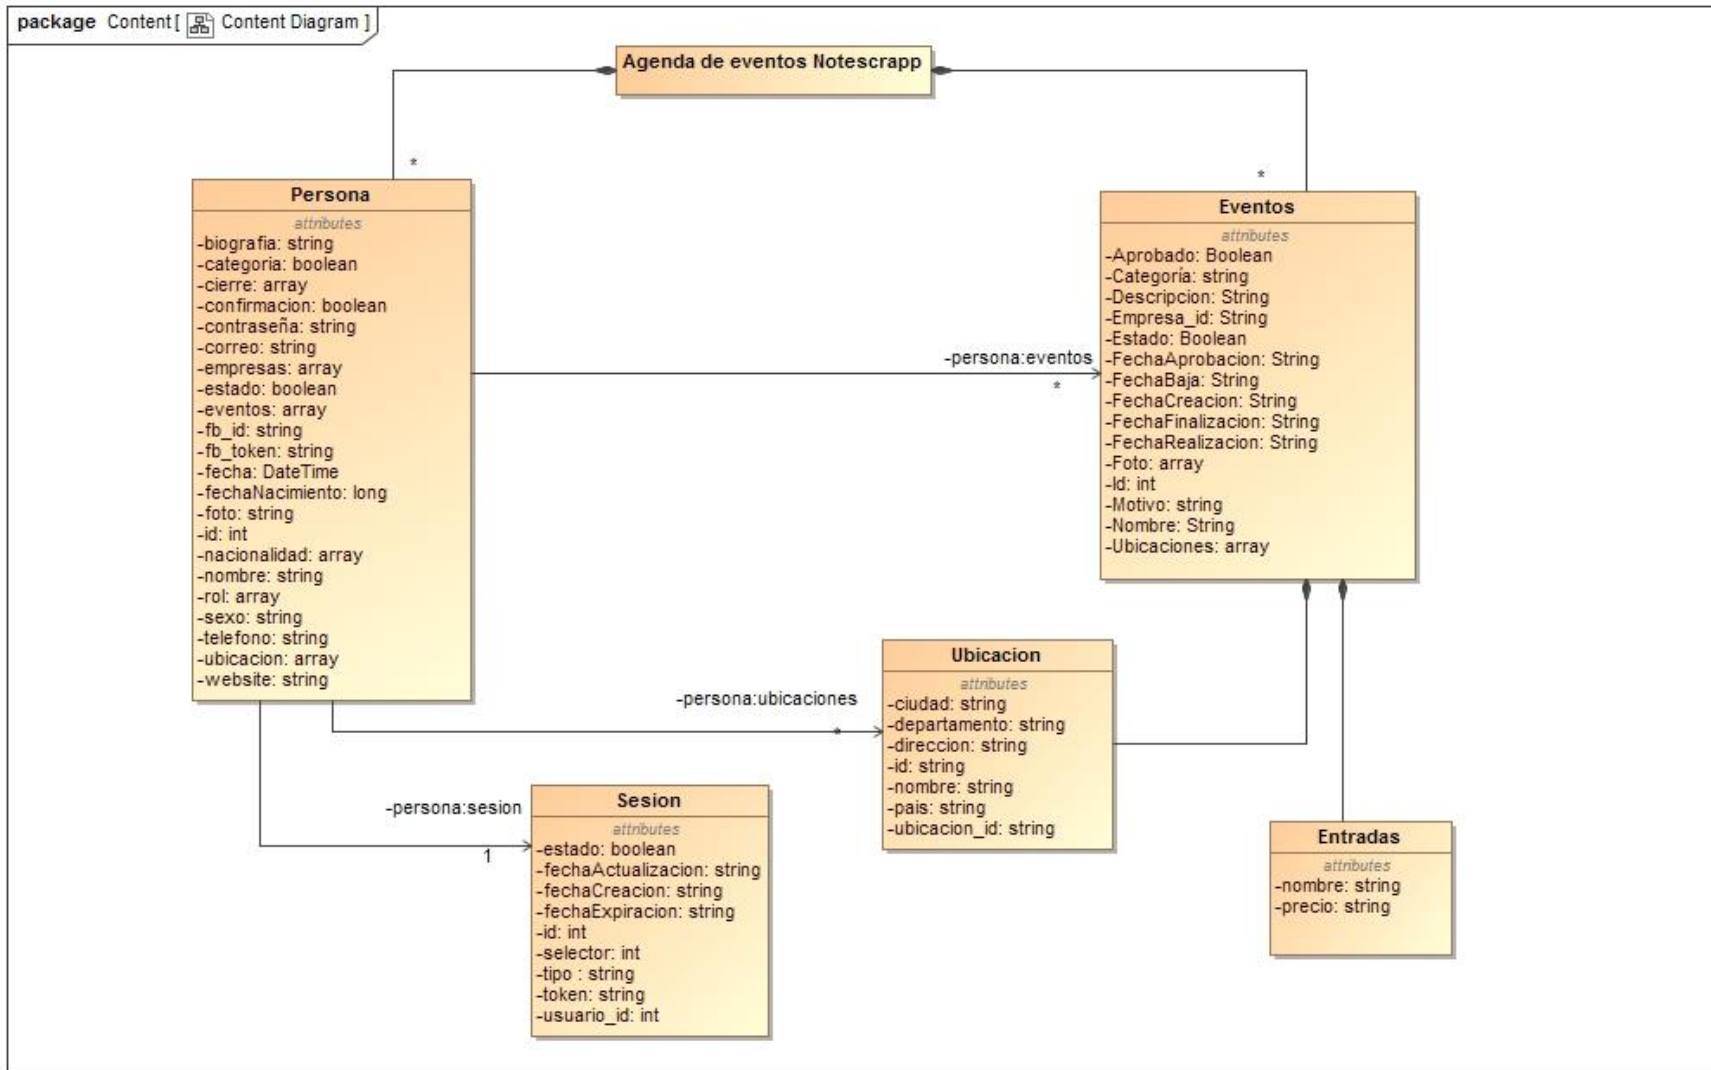 package Content [ Content Diagram ]
Agenda de eventos Notescrapp
*
*
Persona
attributes
-biografia: string
-categoria: boolean
-cierre: array
-confirmacion: boolean
-contraseña: string
-correo: string
-empresas: array
-estado: boolean
-eventos: array
-fb_id: string
-fb_token: string
-fecha: DateTime
-fechaNacimiento: long
-foto: string
-id: int
-nacionalidad: array
-nombre: string
-rol: array
-sexo: string
-telefono: string
-ubicacion: array
-website: string
-persona:eventos
*
Eventos
attributes
-Aprobado: Boolean
-Categoría: string
-Descripcion: String
-Empresa_id: String
-Estado: Boolean
-FechaAprobacion: String
-FechaBaja: String
-FechaCreacion: String
-FechaFinalizacion: String
-FechaRealizacion: String
-Foto: array
-Id: int
-Motivo: string
-Nombre: String
-Ubicaciones: array
-persona:ubicaciones
*
Ubicacion
attributes
-ciudad: string
-departamento: string
-direccion: string
-id: string
-nombre: string
-pais: string
-ubicacion_id: string
-persona:sesion
1
Sesion
attributes
-estado: boolean
-fechaActualizacion: string
-fechaCreacion: string
-fechaExpiracion: string
-id: int
-selector: int
-tipo : string
-token: string
-usuario_id: int
Entradas
attributes
-nombre: string
-precio: string